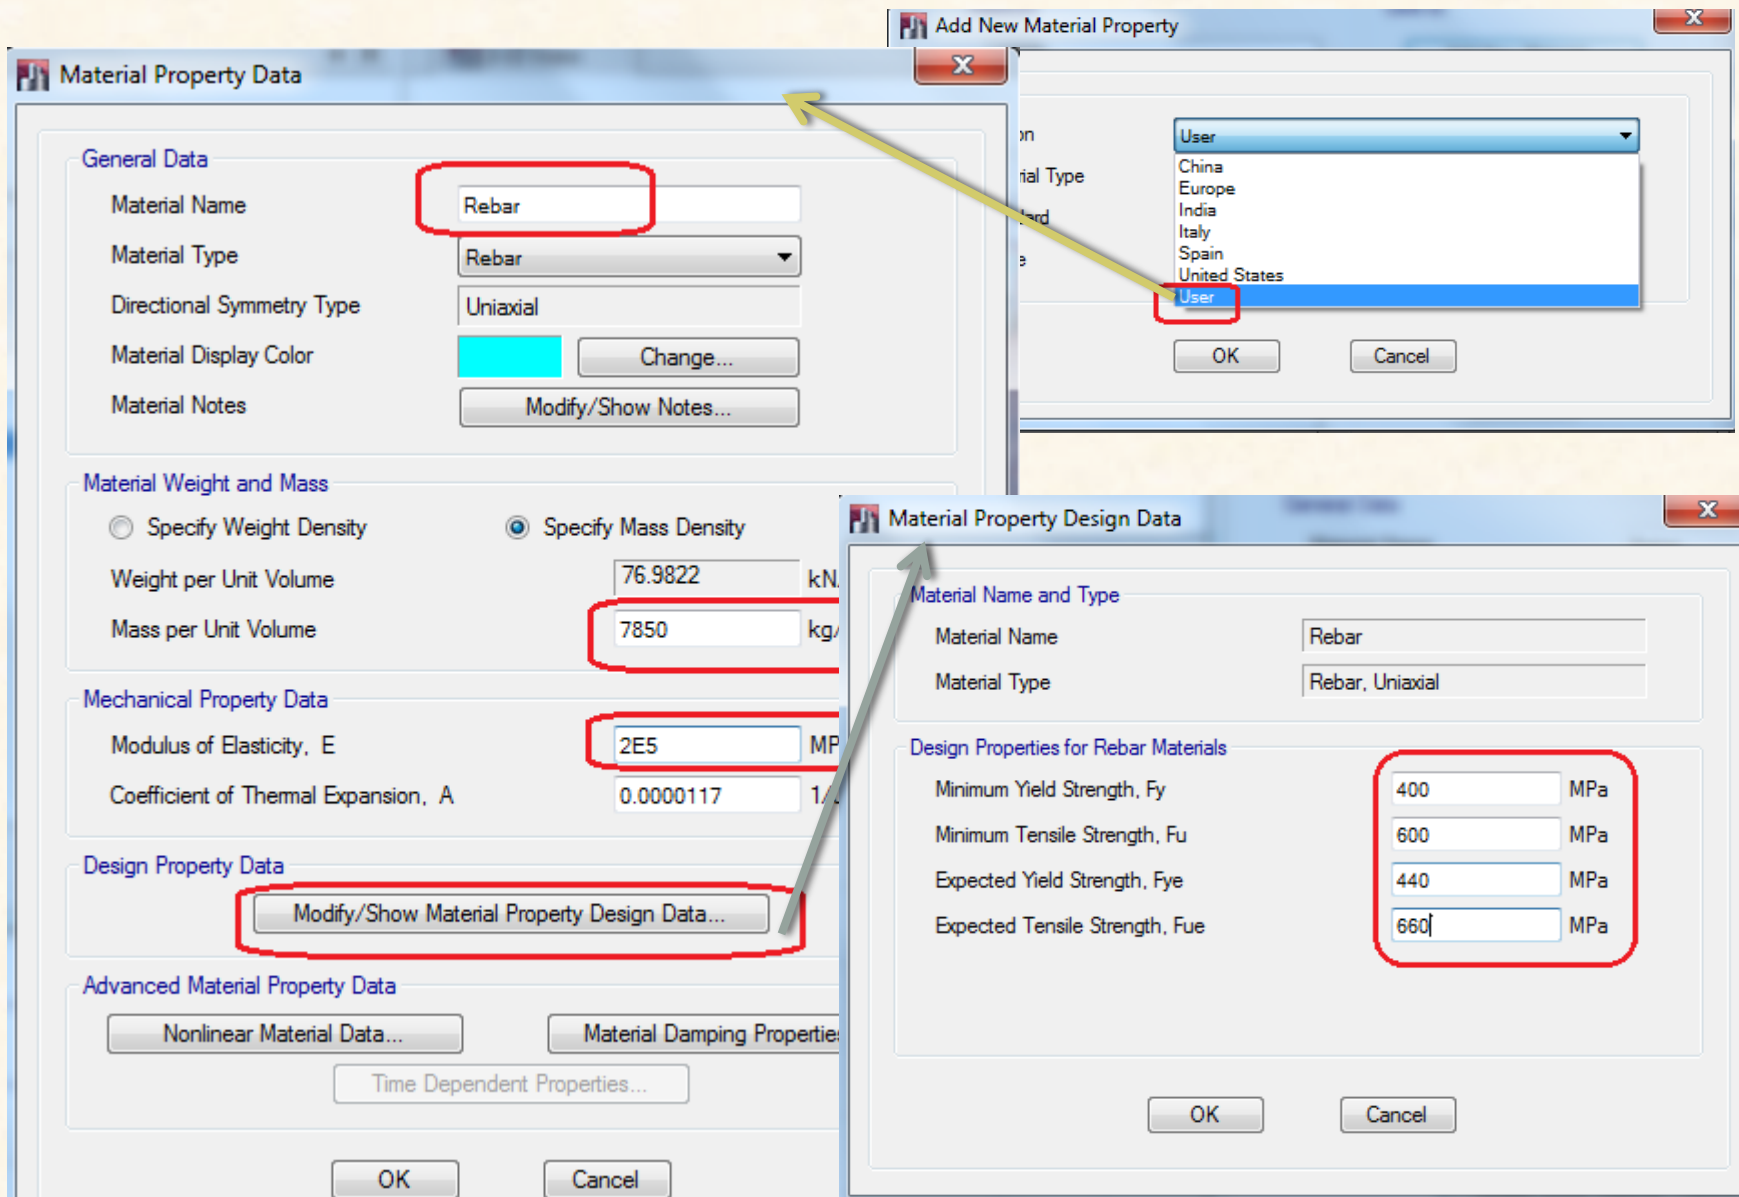 Add New Material Property
User
China
Europe
India
Italy
Spain
United States
User
OK Cancel
Material Property Data
General Data
Material Name Rebar
Material Type Rebar
Directional Symmetry Type Uniaxial
Material Display Color Change...
Material Notes Modify/Show Notes...
Material Weight and Mass
Specify Weight Density Specify Mass Density
Weight per Unit Volume 76.9822
Mass per Unit Volume 7850
Mechanical Property Data
Modulus of Elasticity, E 2E5
Coefficient of Thermal Expansion, A 0.0000117
Design Property Data
Modify/Show Material Property Design Data...
Advanced Material Property Data
Nonlinear Material Data... Material Damping Properties
Time Dependent Properties...
OK Cancel
Material Property Design Data
Material Name and Type
Material Name Rebar
Material Type Rebar, Uniaxial
Design Properties for Rebar Materials
Minimum Yield Strength, Fy 400 MPa
Minimum Tensile Strength, Fu 600 MPa
Expected Yield Strength, Fye 440 MPa
Expected Tensile Strength, Fue 660 MPa
OK Cancel